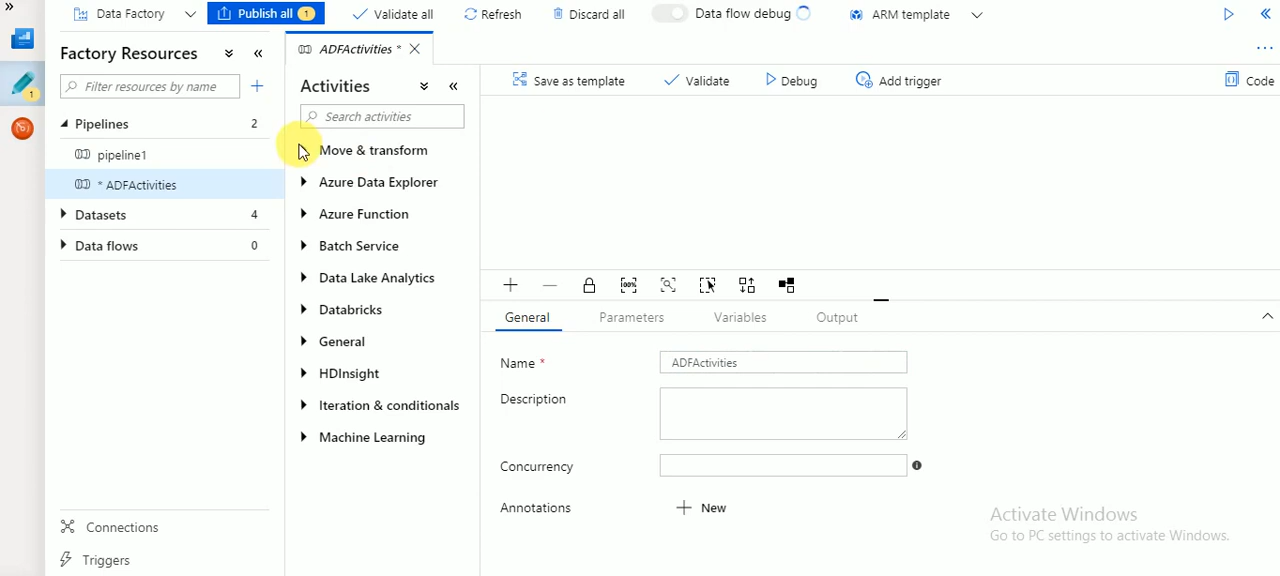 »
Data Factory
Publish all 1
Validate all
Refresh
Discard all
Data flow debug
ARM template
«
1
Factory Resources
«
Filter resources by name
+
Pipelines 2
pipeline1
* ADFActivities
Datasets 4
Data flows 0
Connections
Triggers
ADFActivities *
...
Activities
«
Search activities
Move & transform
Azure Data Explorer
Azure Function
Batch Service
Data Lake Analytics
Databricks
General
HDInsight
Iteration & conditionals
Machine Learning
Save as template
Validate
Debug
Add trigger
Code
100%
General
Parameters
Variables
Output
Name * ADFActivities
Description
Concurrency
Annotations + New
Activate Windows
Go to PC settings to activate Windows.